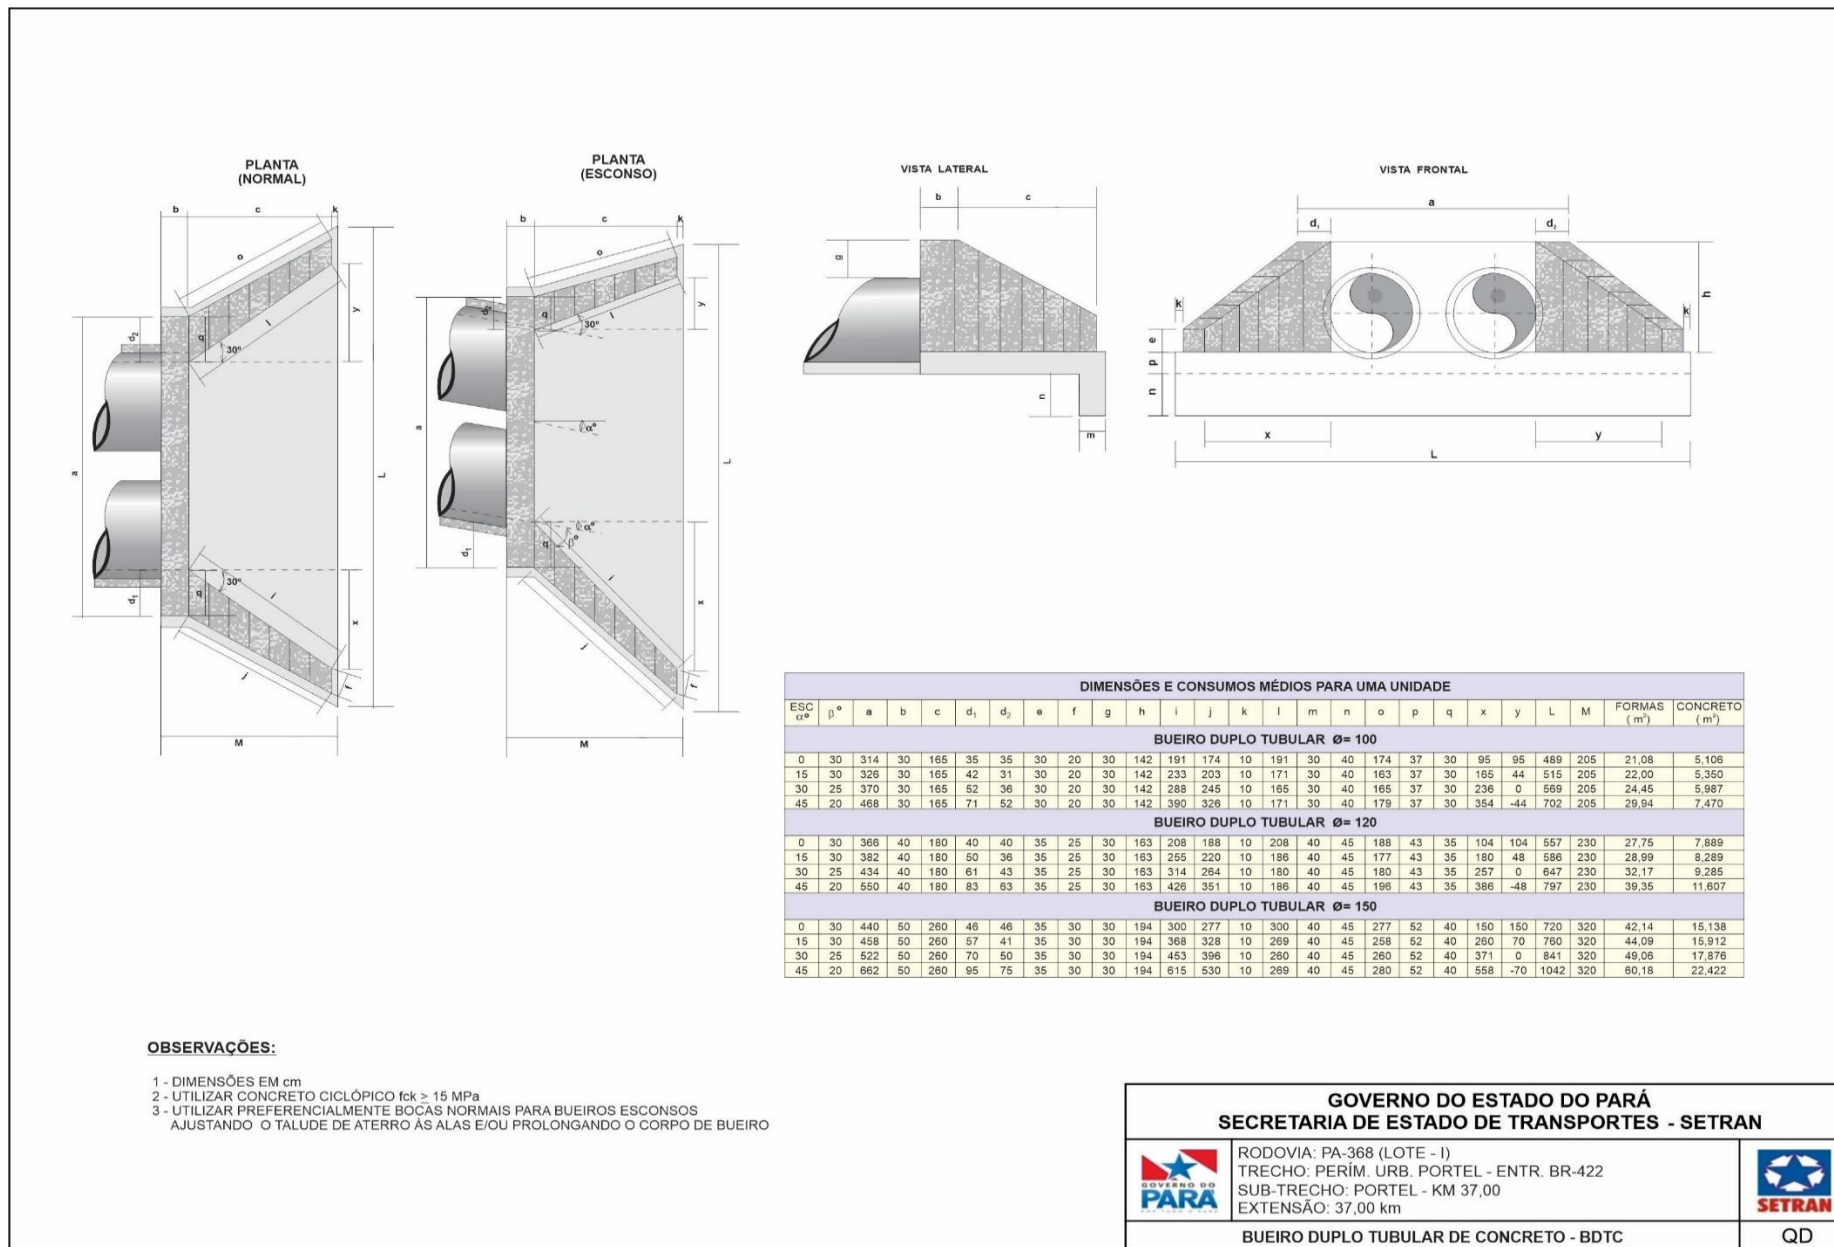 PLANTA
(NORMAL)
b c k
o
y
d₂
q
30º
l
a
L
30º
i
q
d₁
x
j
f
M
PLANTA
(ESCONSO)
b c k
o
y
q
30º
l
a
αº
L
αº
βº
d₁
q
i
x
j
f
M
VISTA LATERAL
b c
g
n
m
VISTA FRONTAL
a
d₁ d₂
h
k k
e
p
n
x y
L
DIMENSÕES E CONSUMOS MÉDIOS PARA UMA UNIDADE
ESC αº βº a b c d₁ d₂ e f g h i j k l m n o p q x y L M FORMAS (m²) CONCRETO (m³)
BUEIRO DUPLO TUBULAR Ø= 100
0 30 314 30 165 35 35 30 20 30 142 191 174 10 191 30 40 174 37 30 95 95 489 205 21,08 5,106
15 30 326 30 165 42 31 30 20 30 142 233 203 10 171 30 40 163 37 30 165 44 515 205 22,00 5,350
30 25 370 30 165 52 36 30 20 30 142 288 245 10 165 30 40 165 37 30 236 0 569 205 24,45 5,987
45 20 468 30 165 71 52 30 20 30 142 390 326 10 171 30 40 179 37 30 354 -44 702 205 29,94 7,470
BUEIRO DUPLO TUBULAR Ø= 120
0 30 366 40 180 40 40 35 25 30 163 208 188 10 208 40 45 188 43 35 104 104 557 230 27,75 7,889
15 30 382 40 180 50 36 35 25 30 163 255 220 10 186 40 45 177 43 35 180 48 586 230 28,99 8,289
30 25 434 40 180 61 43 35 25 30 163 314 264 10 180 40 45 180 43 35 257 0 647 230 32,17 9,285
45 20 550 40 180 83 63 35 25 30 163 426 351 10 186 40 45 196 43 35 386 -48 797 230 39,35 11,607
BUEIRO DUPLO TUBULAR Ø= 150
0 30 440 50 260 46 46 35 30 30 194 300 277 10 300 40 45 277 52 40 150 150 720 320 42,14 15,138
15 30 458 50 260 57 41 35 30 30 194 368 328 10 269 40 45 258 52 40 260 70 760 320 44,09 15,912
30 25 522 50 260 70 50 35 30 30 194 453 396 10 260 40 45 260 52 40 371 0 841 320 49,06 17,876
45 20 662 50 260 95 75 35 30 30 194 615 530 10 269 40 45 280 52 40 558 -70 1042 320 60,18 22,422
OBSERVAÇÕES:
1 - DIMENSÕES EM cm
2 - UTILIZAR CONCRETO CICLÓPICO fck ≥ 15 MPa
3 - UTILIZAR PREFERENCIALMENTE BOCAS NORMAIS PARA BUEIROS ESCONSOS
AJUSTANDO O TALUDE DE ATERRO ÀS ALAS E/OU PROLONGANDO O CORPO DE BUEIRO
GOVERNO DO ESTADO DO PARÁ
SECRETARIA DE ESTADO DE TRANSPORTES - SETRAN
GOVERNO DO
PARÁ
RODOVIA: PA-368 (LOTE - I)
TRECHO: PERÍM. URB. PORTEL - ENTR. BR-422
SUB-TRECHO: PORTEL - KM 37,00
EXTENSÃO: 37,00 km
SETRAN
BUEIRO DUPLO TUBULAR DE CONCRETO - BDTC
QD